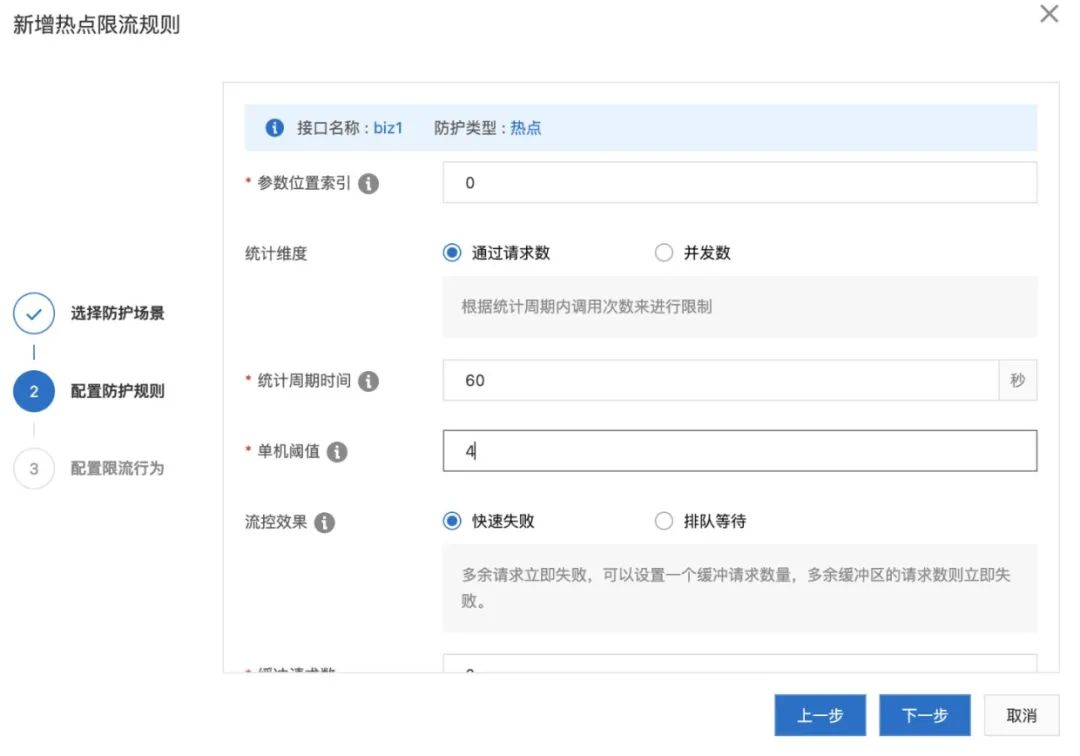 新增热点限流规则
接口名称 : biz1 防护类型 : 热点
* 参数位置索引 0
统计维度 通过请求数 并发数
根据统计周期内调用次数来进行限制
选择防护场景
* 统计周期时间 60 秒
2 配置防护规则
* 单机阈值 4
3 配置限流行为
流控效果 快速失败 排队等待
多余请求立即失败，可以设置一个缓冲请求数量，多余缓冲区的请求数则立即失
败。
上一步 下一步 取消